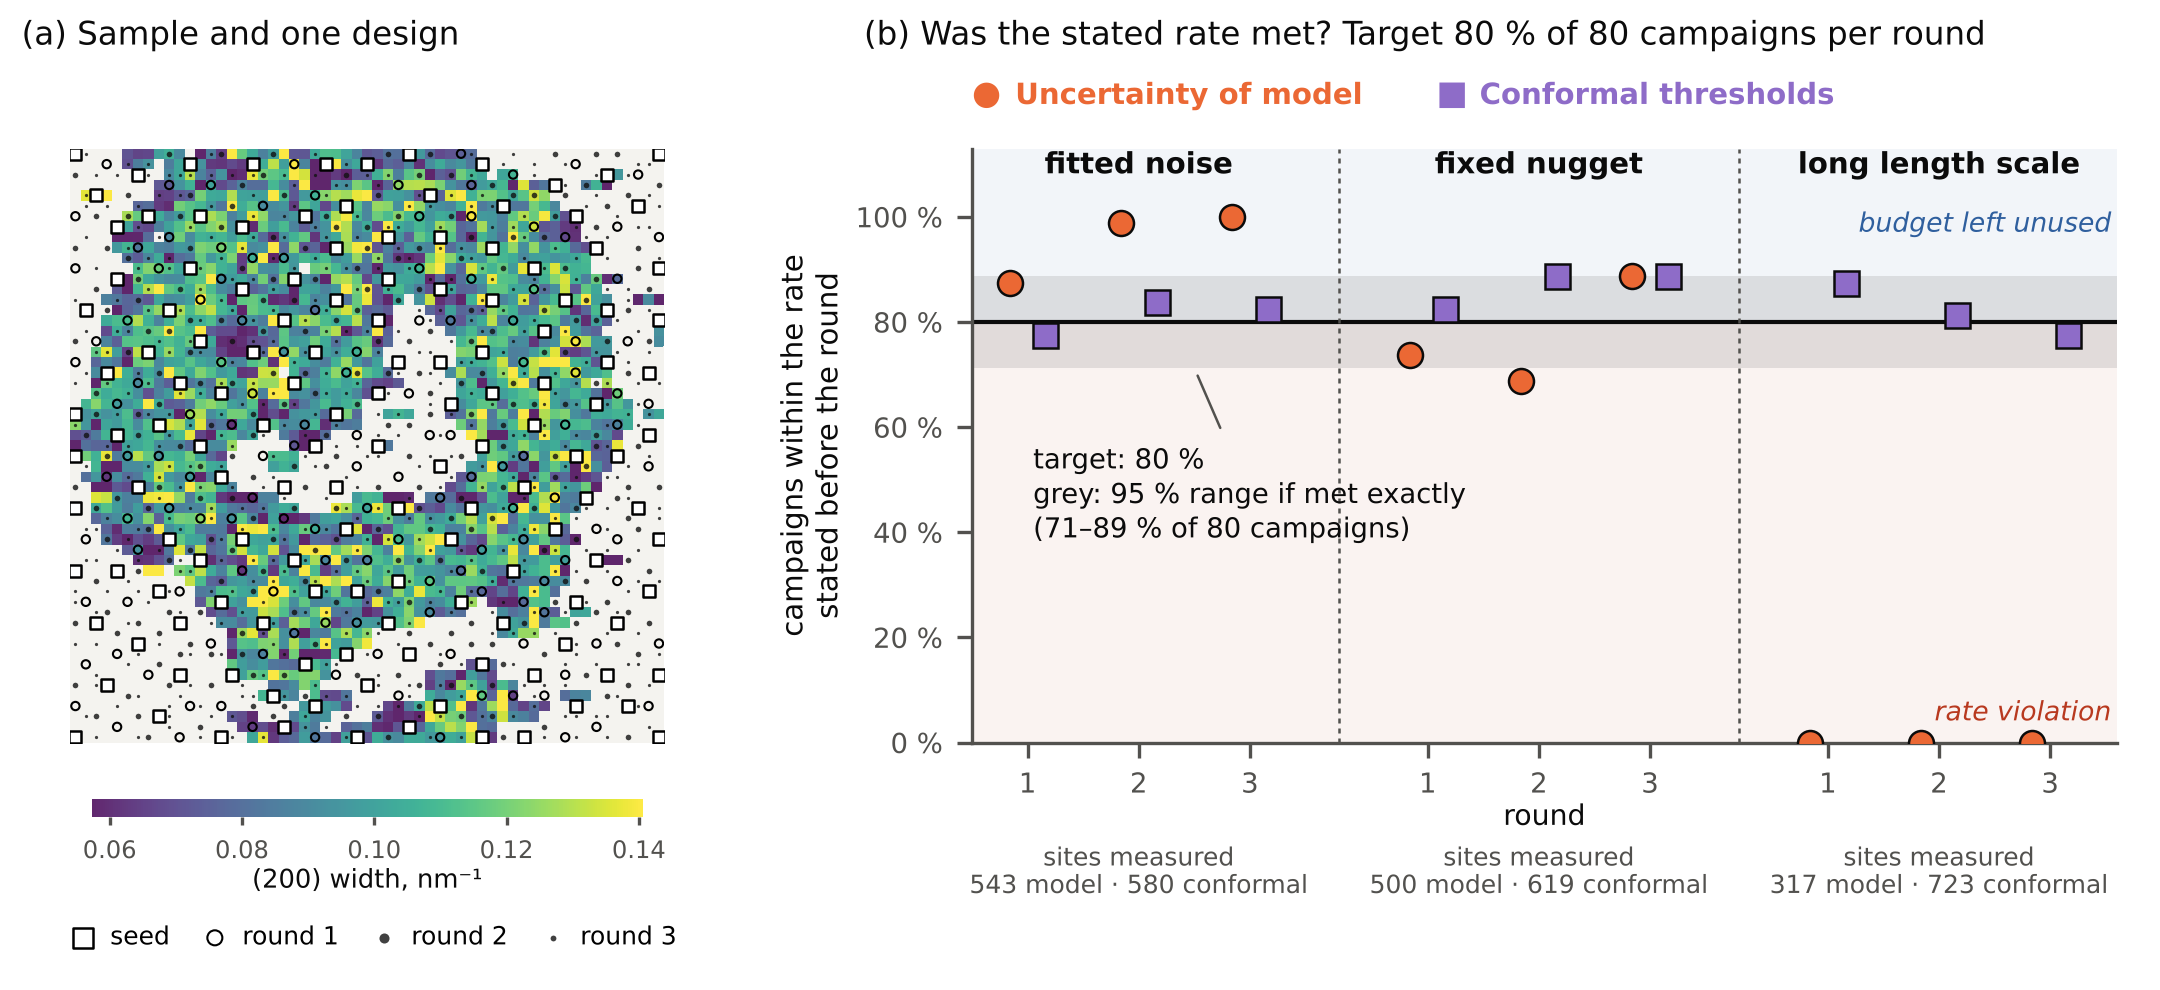 (a) Sample and one design
0.06 0.08 0.10 0.12 0.14
(200) width, nm⁻¹
seed round 1 round 2 round 3
(b) Was the stated rate met? Target 80 % of 80 campaigns per round
Uncertainty of model Conformal thresholds
campaigns within the rate
stated before the round
100 %
80 %
60 %
40 %
20 %
0 %
fitted noise fixed nugget long length scale
budget left unused
target: 80 %
grey: 95 % range if met exactly
(71–89 % of 80 campaigns)
rate violation
1 2 3 1 2 3 1 2 3
round
sites measured sites measured sites measured
543 model · 580 conformal 500 model · 619 conformal 317 model · 723 conformal